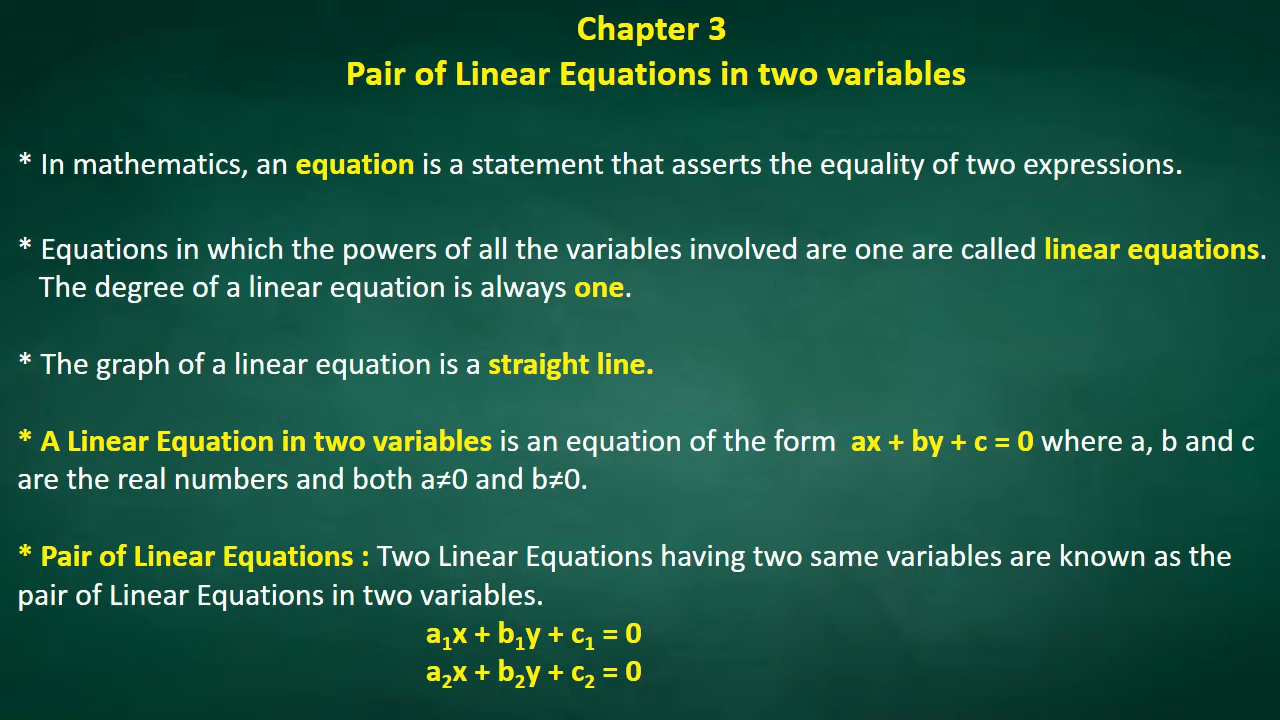 Chapter 3
Pair of Linear Equations in two variables
* In mathematics, an equation is a statement that asserts the equality of two expressions.
* Equations in which the powers of all the variables involved are one are called linear equations.
The degree of a linear equation is always one.
* The graph of a linear equation is a straight line.
* A Linear Equation in two variables is an equation of the form ax + by + c = 0 where a, b and c
are the real numbers and both a≠0 and b≠0.
* Pair of Linear Equations : Two Linear Equations having two same variables are known as the
pair of Linear Equations in two variables.
a₁x + b₁y + c₁ = 0
a₂x + b₂y + c₂ = 0